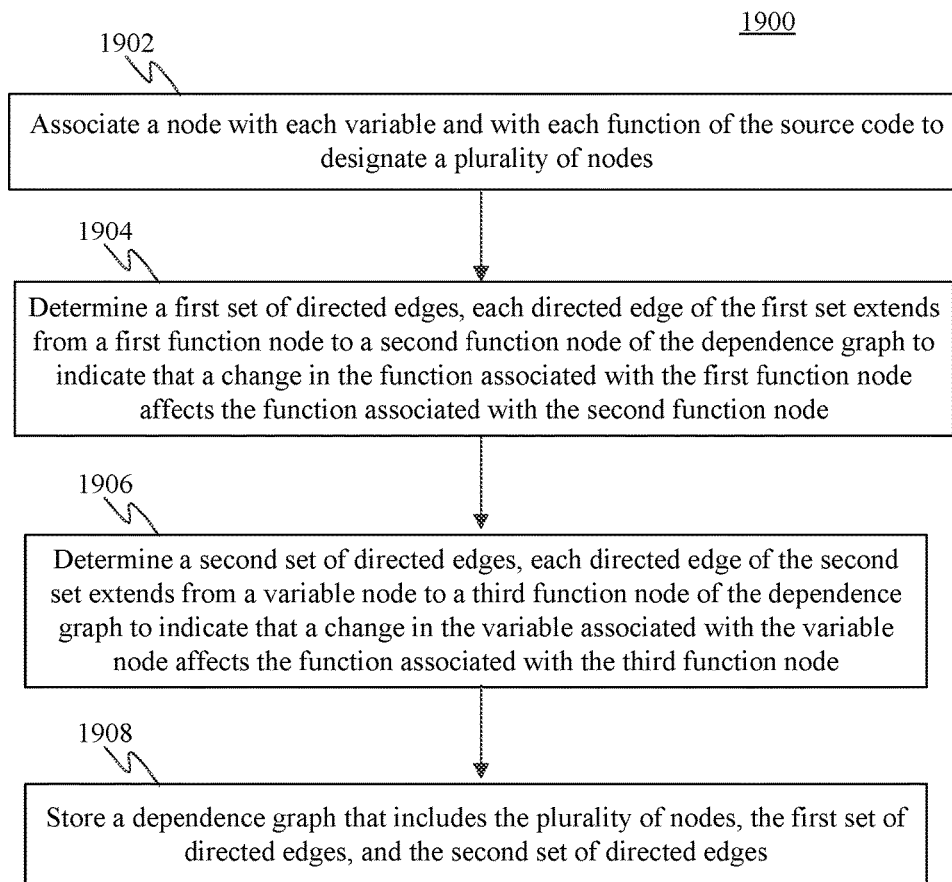 1900
1902
Associate a node with each variable and with each function of the source code to
designate a plurality of nodes
1904
Determine a first set of directed edges, each directed edge of the first set extends
from a first function node to a second function node of the dependence graph to
indicate that a change in the function associated with the first function node
affects the function associated with the second function node
1906
Determine a second set of directed edges, each directed edge of the second
set extends from a variable node to a third function node of the dependence
graph to indicate that a change in the variable associated with the variable
node affects the function associated with the third function node
1908
Store a dependence graph that includes the plurality of nodes, the first set of
directed edges, and the second set of directed edges